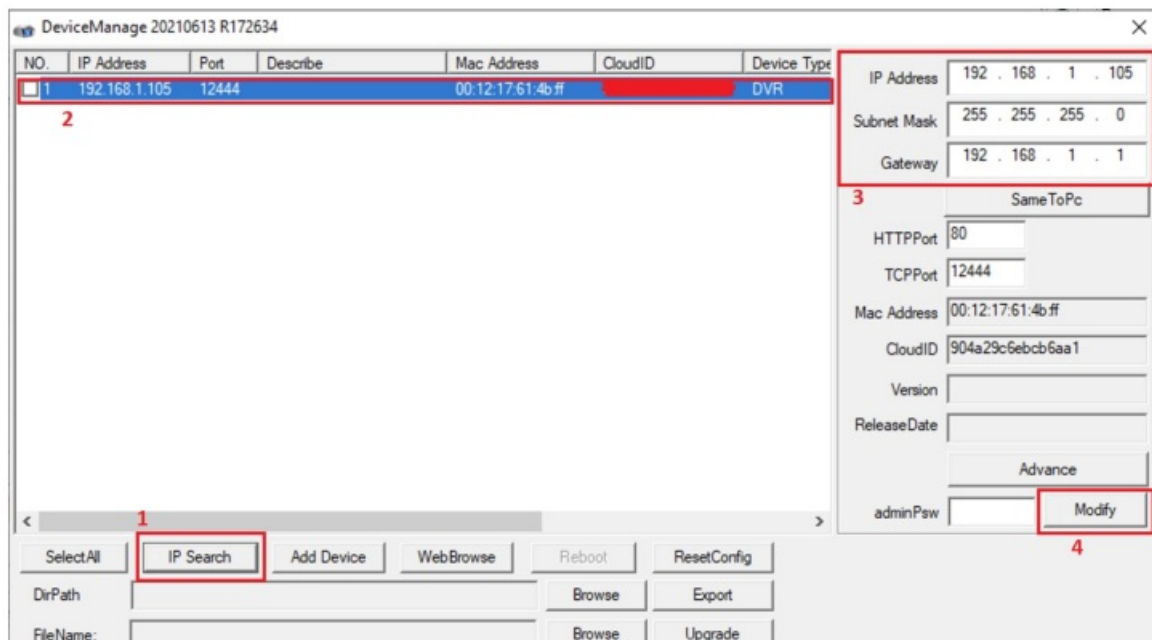 DeviceManage 20210613 R172634
NO. IP Address Port Describe Mac Address CloudID Device Type
1 192.168.1.105 12444 00:12:17:61:4b:ff DVR
2
IP Address 192 . 168 . 1 . 105
Subnet Mask 255 . 255 . 255 . 0
Gateway 192 . 168 . 1 . 1
3
SameToPc
HTTPPort 80
TCPPort 12444
Mac Address 00:12:17:61:4b:ff
CloudID 904a29c6ebcb6aa1
Version
ReleaseDate
Advance
adminPsw Modify
4
1
SelectAll IP Search Add Device WebBrowse Reboot ResetConfig
DirPath Browse Export
FileName: Browse Upgrade